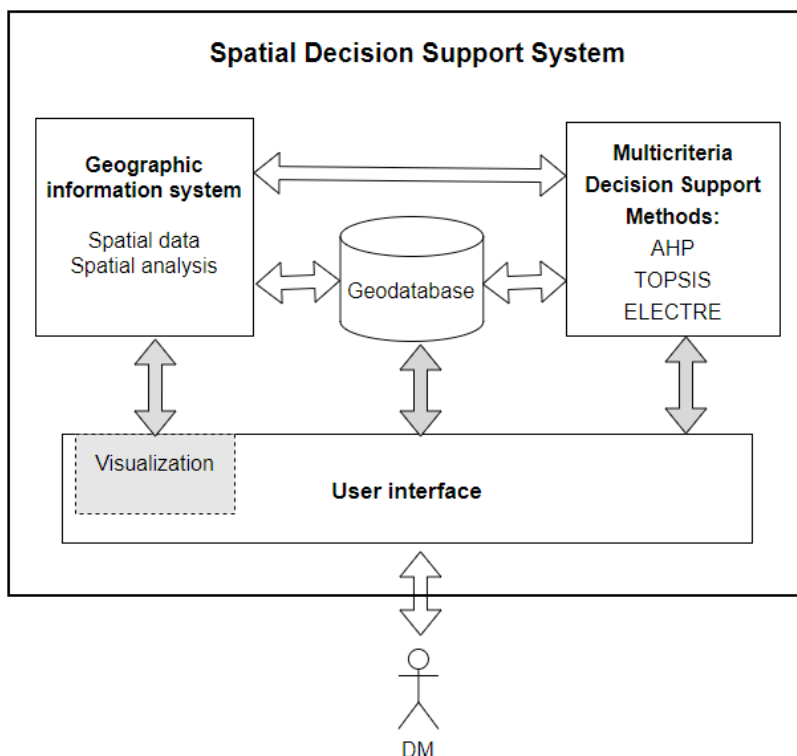 Spatial Decision Support System
Geographic
information system
Spatial data
Spatial analysis
Geodatabase
Multicriteria
Decision Support
Methods:
AHP
TOPSIS
ELECTRE
Visualization
User interface
DM